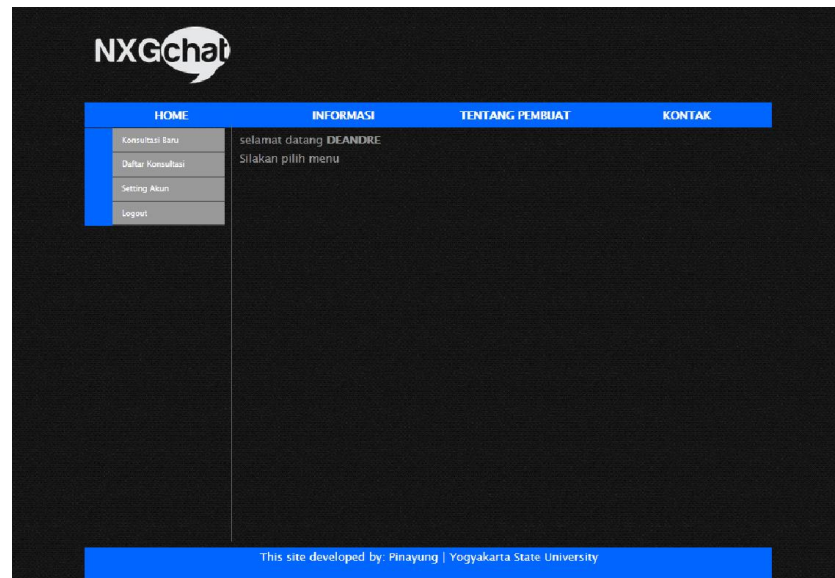 NXGchat
HOME INFORMASI TENTANG PEMBUAT KONTAK
Konsultasi Baru
Daftar Konsultasi
Setting Akun
Logout
selamat datang DEANDRE
Silakan pilih menu
This site developed by: Pinayung | Yogyakarta State University